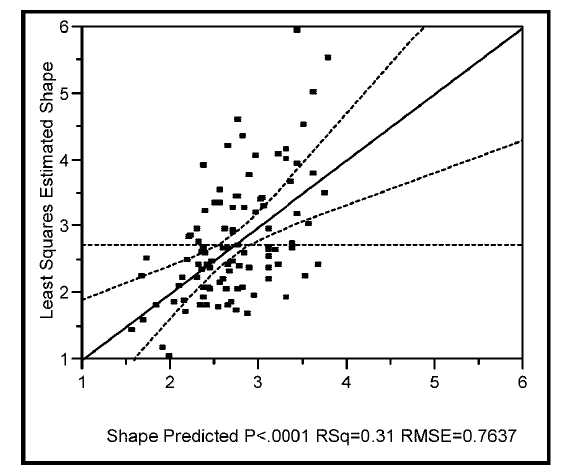 Least Squares Estimated Shape
6
5
4
3
2
1
1 2 3 4 5 6
Shape Predicted P<.0001 RSq=0.31 RMSE=0.7637